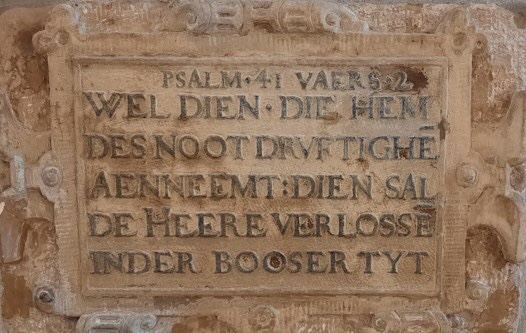 PSALM·41 VAERS·2
WEL DIEN·DIE HEM
DES NOOT DRVFTIGHĒ
AENNEEMT:DIEN SAL
DE HEERE VERLOSSĒ
INDER BOOSER TYT